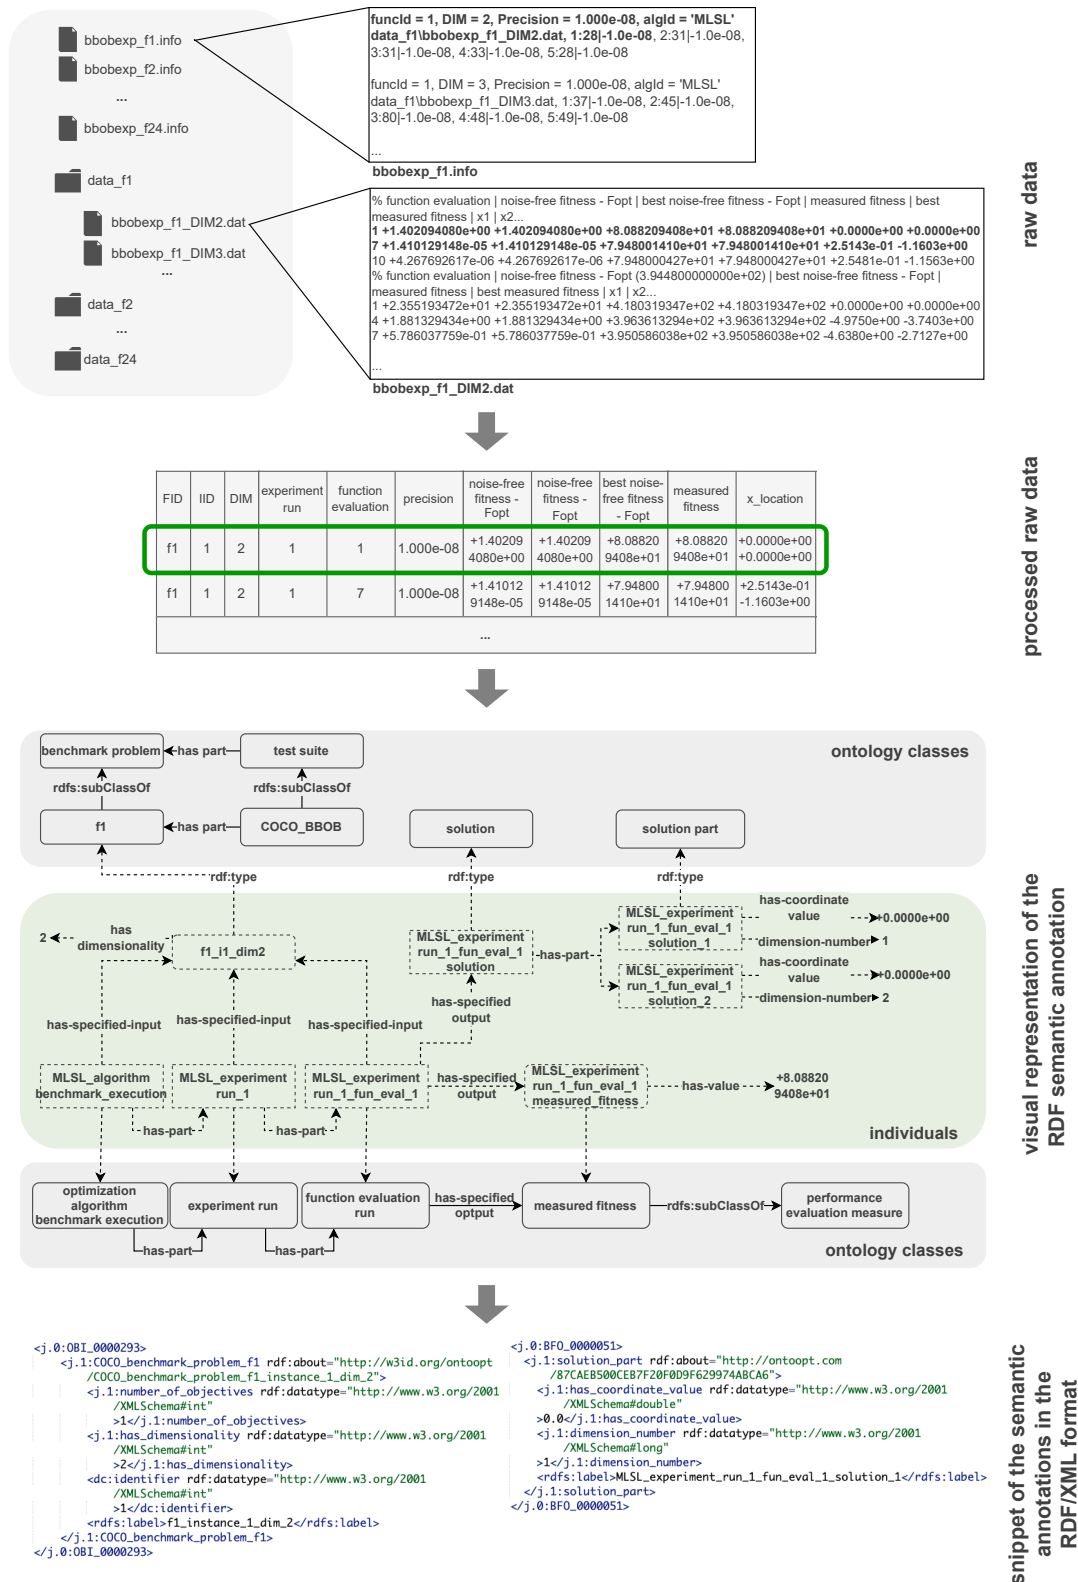 bbobexp_f1.info
bbobexp_f2.info
...
bbobexp_f24.info
data_f1
bbobexp_f1_DIM2.dat
bbobexp_f1_DIM3.dat
...
data_f2
...
data_f24
funcId = 1, DIM = 2, Precision = 1.000e-08, algId = 'MLSL'
data_f1\bbobexp_f1_DIM2.dat, 1:28|-1.0e-08, 2:31|-1.0e-08,
3:31|-1.0e-08, 4:33|-1.0e-08, 5:28|-1.0e-08
funcId = 1, DIM = 3, Precision = 1.000e-08, algId = 'MLSL'
data_f1\bbobexp_f1_DIM3.dat, 1:37|-1.0e-08, 2:45|-1.0e-08,
3:80|-1.0e-08, 4:48|-1.0e-08, 5:49|-1.0e-08
...
bbobexp_f1.info
% function evaluation | noise-free fitness - Fopt | best noise-free fitness - Fopt | measured fitness | best
measured fitness | x1 | x2...
1 +1.402094080e+00 +1.402094080e+00 +8.088209408e+01 +8.088209408e+01 +0.0000e+00 +0.0000e+00
7 +1.410129148e-05 +1.410129148e-05 +7.948001410e+01 +7.948001410e+01 +2.5143e-01 -1.1603e+00
10 +4.267692617e-06 +4.267692617e-06 +7.948000427e+01 +7.948000427e+01 +2.5481e-01 -1.1563e+00
% function evaluation | noise-free fitness - Fopt (3.944800000000e+02) | best noise-free fitness - Fopt |
measured fitness | best measured fitness | x1 | x2...
1 +2.355193472e+01 +2.355193472e+01 +4.180319347e+02 +4.180319347e+02 +0.0000e+00 +0.0000e+00
4 +1.881329434e+00 +1.881329434e+00 +3.963613294e+02 +3.963613294e+02 -4.9750e+00 -3.7403e+00
7 +5.786037759e-01 +5.786037759e-01 +3.950586038e+02 +3.950586038e+02 -4.6380e+00 -2.7127e+00
...
bbobexp_f1_DIM2.dat
raw data
FID IID DIM experiment run function evaluation precision noise-free fitness - Fopt noise-free fitness - Fopt best noise-free fitness - Fopt measured fitness x_location
f1 1 2 1 1 1.000e-08 +1.40209 4080e+00 +1.40209 4080e+00 +8.08820 9408e+01 +8.08820 9408e+01 +0.0000e+00 +0.0000e+00
f1 1 2 1 7 1.000e-08 +1.41012 9148e-05 +1.41012 9148e-05 +7.94800 1410e+01 +7.94800 1410e+01 +2.5143e-01 -1.1603e+00
...
processed raw data
ontology classes
benchmark problem
has part
test suite
rdfs:subClassOf
rdfs:subClassOf
f1
has part
COCO_BBOB
solution
solution part
rdf:type
rdf:type
rdf:type
2
has
dimensionality
f1_i1_dim2
MLSL_experiment
run_1_fun_eval_1
solution
has-part
MLSL_experiment
run_1_fun_eval_1
solution_1
has-coordinate
value
+0.0000e+00
dimension-number
1
MLSL_experiment
run_1_fun_eval_1
solution_2
has-coordinate
value
+0.0000e+00
dimension-number
2
has-specified-input
has-specified-input
has-specified-input
has-specified
output
MLSL_algorithm
benchmark_execution
MLSL_experiment
run_1
MLSL_experiment
run_1_fun_eval_1
has-specified
output
MLSL_experiment
run_1_fun_eval_1
measured_fitness
has-value
+8.08820
9408e+01
has-part
has-part
individuals
optimization
algorithm
benchmark execution
experiment run
function evaluation
run
has-specified
optput
measured fitness
rdfs:subClassOf
performance
evaluation measure
has-part
has-part
ontology classes
visual representation of the
RDF semantic annotation
<j.0:OBI_0000293>
<j.1:COCO_benchmark_problem_f1 rdf:about="http://w3id.org/ontoopt
/COCO_benchmark_problem_f1_instance_1_dim_2">
<j.1:number_of_objectives rdf:datatype="http://www.w3.org/2001
/XMLSchema#int"
>1</j.1:number_of_objectives>
<j.1:has_dimensionality rdf:datatype="http://www.w3.org/2001
/XMLSchema#int"
>2</j.1:has_dimensionality>
<dc:identifier rdf:datatype="http://www.w3.org/2001
/XMLSchema#int"
>1</dc:identifier>
<rdfs:label>f1_instance_1_dim_2</rdfs:label>
</j.1:COCO_benchmark_problem_f1>
</j.0:OBI_0000293>
<j.0:BFO_0000051>
<j.1:solution_part rdf:about="http://ontoopt.com
/87CAEB500CEB7F20F0D9F629974ABCA6">
<j.1:has_coordinate_value rdf:datatype="http://www.w3.org/2001
/XMLSchema#double"
>0.0</j.1:has_coordinate_value>
<j.1:dimension_number rdf:datatype="http://www.w3.org/2001
/XMLSchema#long"
>1</j.1:dimension_number>
<rdfs:label>MLSL_experiment_run_1_fun_eval_1_solution_1</rdfs:label>
</j.1:solution_part>
</j.0:BFO_0000051>
snippet of the semantic
annotations in the
RDF/XML format